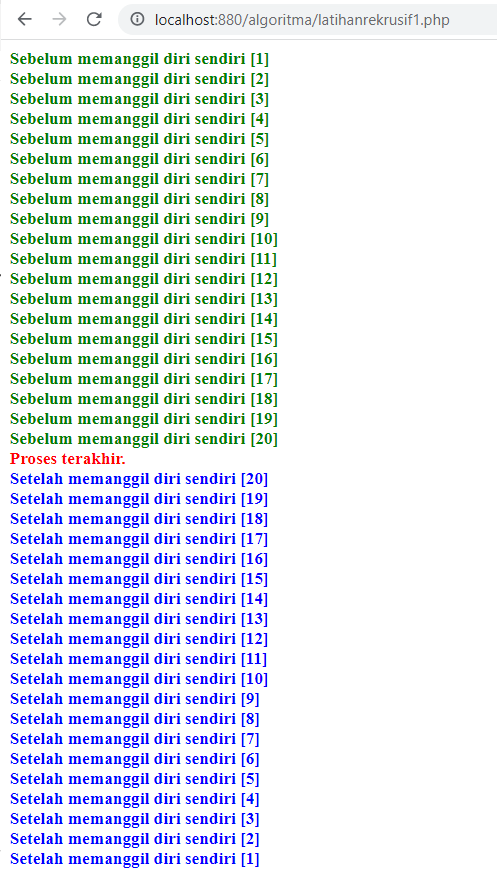 localhost:880/algoritma/latihanrekrusif1.php
Sebelum memanggil diri sendiri [1]
Sebelum memanggil diri sendiri [2]
Sebelum memanggil diri sendiri [3]
Sebelum memanggil diri sendiri [4]
Sebelum memanggil diri sendiri [5]
Sebelum memanggil diri sendiri [6]
Sebelum memanggil diri sendiri [7]
Sebelum memanggil diri sendiri [8]
Sebelum memanggil diri sendiri [9]
Sebelum memanggil diri sendiri [10]
Sebelum memanggil diri sendiri [11]
Sebelum memanggil diri sendiri [12]
Sebelum memanggil diri sendiri [13]
Sebelum memanggil diri sendiri [14]
Sebelum memanggil diri sendiri [15]
Sebelum memanggil diri sendiri [16]
Sebelum memanggil diri sendiri [17]
Sebelum memanggil diri sendiri [18]
Sebelum memanggil diri sendiri [19]
Sebelum memanggil diri sendiri [20]
Proses terakhir.
Setelah memanggil diri sendiri [20]
Setelah memanggil diri sendiri [19]
Setelah memanggil diri sendiri [18]
Setelah memanggil diri sendiri [17]
Setelah memanggil diri sendiri [16]
Setelah memanggil diri sendiri [15]
Setelah memanggil diri sendiri [14]
Setelah memanggil diri sendiri [13]
Setelah memanggil diri sendiri [12]
Setelah memanggil diri sendiri [11]
Setelah memanggil diri sendiri [10]
Setelah memanggil diri sendiri [9]
Setelah memanggil diri sendiri [8]
Setelah memanggil diri sendiri [7]
Setelah memanggil diri sendiri [6]
Setelah memanggil diri sendiri [5]
Setelah memanggil diri sendiri [4]
Setelah memanggil diri sendiri [3]
Setelah memanggil diri sendiri [2]
Setelah memanggil diri sendiri [1]